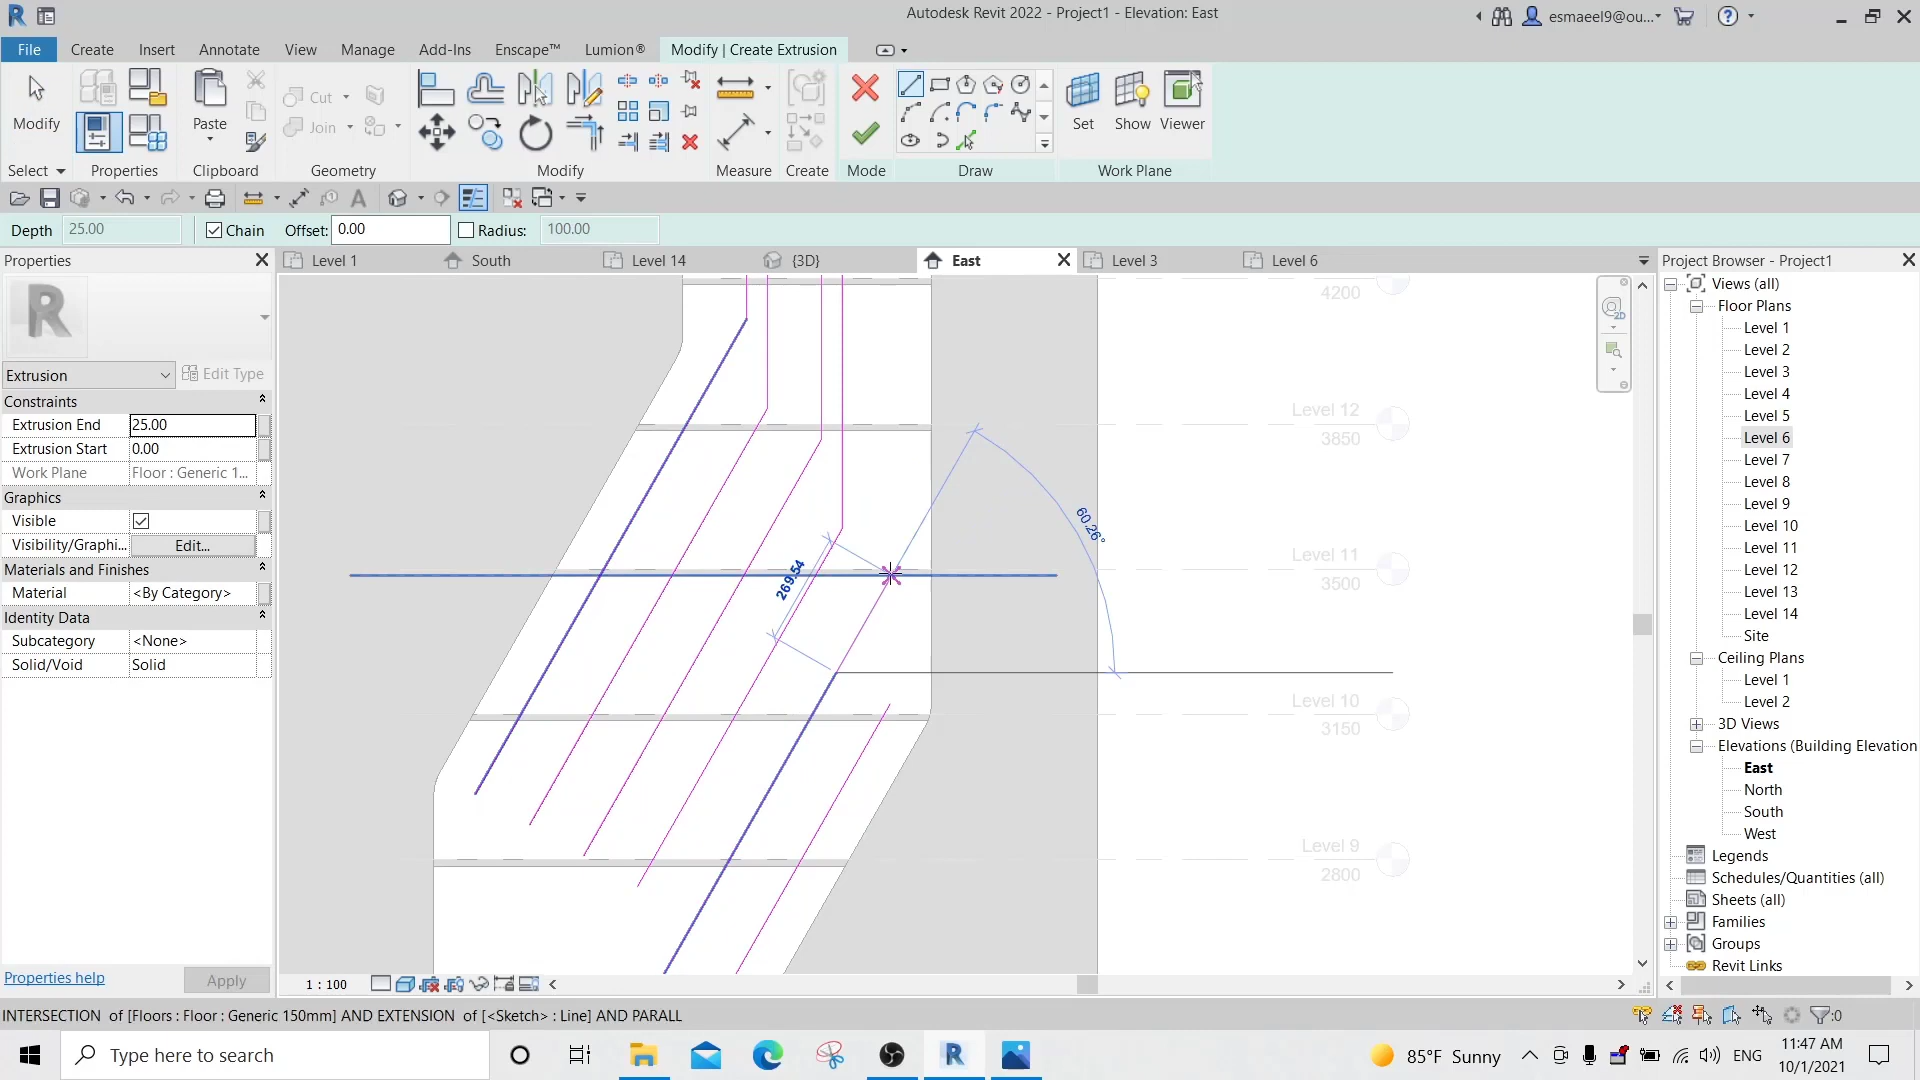 Autodesk Revit 2022 - Project1 - Elevation: East
esmaeel9@ou...
File Create Insert Annotate View Manage Add-Ins Enscape™ Lumion® Modify | Create Extrusion
Modify
Paste
Cut
Join
Set Show Viewer
Select Properties Clipboard Geometry Modify Measure Create Mode Draw Work Plane
Depth 25.00 Chain Offset: 0.00 Radius: 100.00
Properties
Level 1 South Level 14 {3D} East Level 3 Level 6
Extrusion Edit Type
Constraints
Extrusion End 25.00
Extrusion Start 0.00
Work Plane Floor : Generic 1...
Graphics
Visible
Visibility/Graphi... Edit...
Materials and Finishes
Material <By Category>
Identity Data
Subcategory <None>
Solid/Void Solid
Properties help Apply
4200
Level 12
3850
60.26°
Level 11
3500
269.54
Level 10
3150
Level 9
2800
2D
1 : 100
Project Browser - Project1
Views (all)
Floor Plans
Level 1
Level 2
Level 3
Level 4
Level 5
Level 6
Level 7
Level 8
Level 9
Level 10
Level 11
Level 12
Level 13
Level 14
Site
Ceiling Plans
Level 1
Level 2
3D Views
Elevations (Building Elevation
East
North
South
West
Legends
Schedules/Quantities (all)
Sheets (all)
Families
Groups
Revit Links
INTERSECTION of [Floors : Floor : Generic 150mm] AND EXTENSION of [<Sketch> : Line] AND PARALL
:0
Type here to search
85°F Sunny
ENG
11:47 AM
10/1/2021